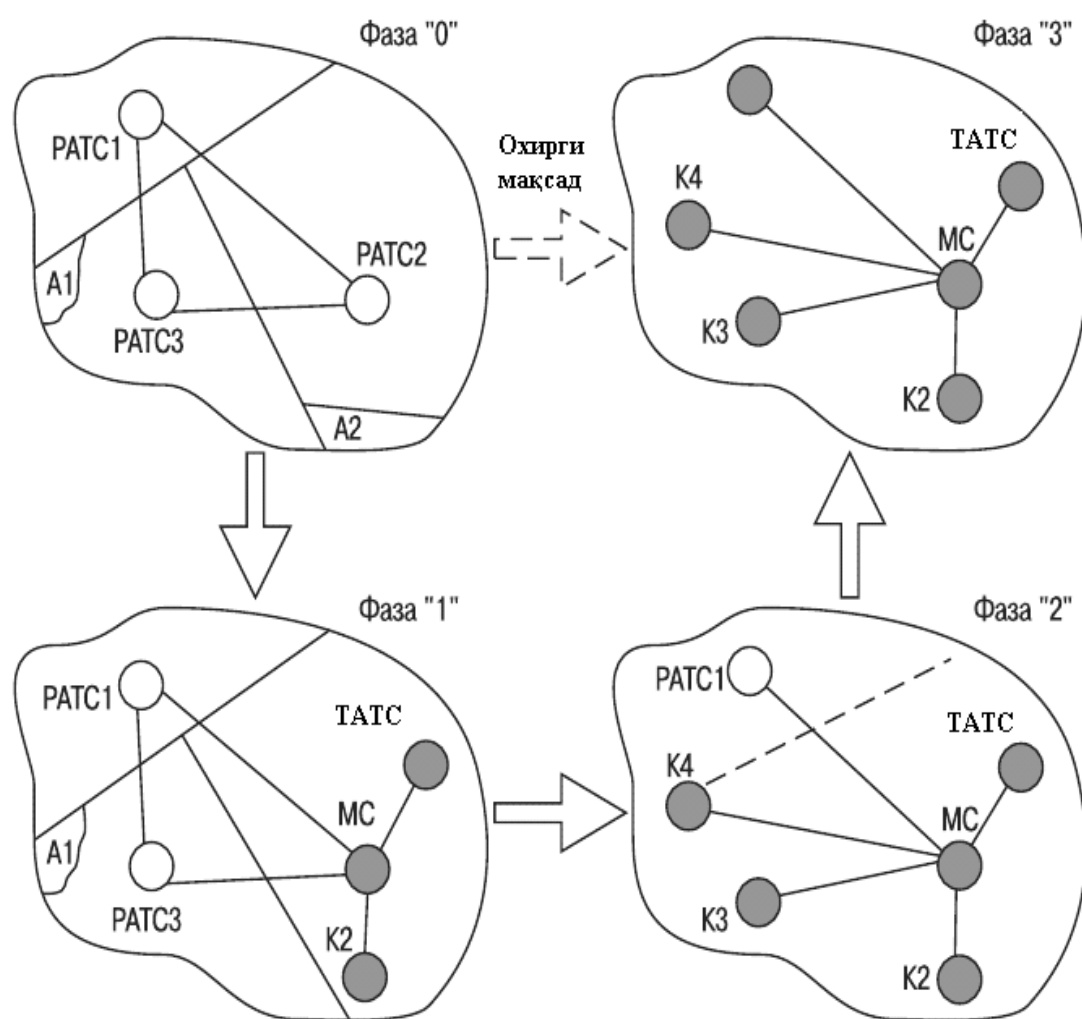 Фаза "0"
РАТС1
РАТС2
РАТС3
А1
А2
Охирги
мақсад
Фаза "3"
ТАТС
К4
МС
К3
К2
Фаза "1"
РАТС1
ТАТС
МС
А1
РАТС3
К2
Фаза "2"
РАТС1
ТАТС
К4
МС
К3
К2